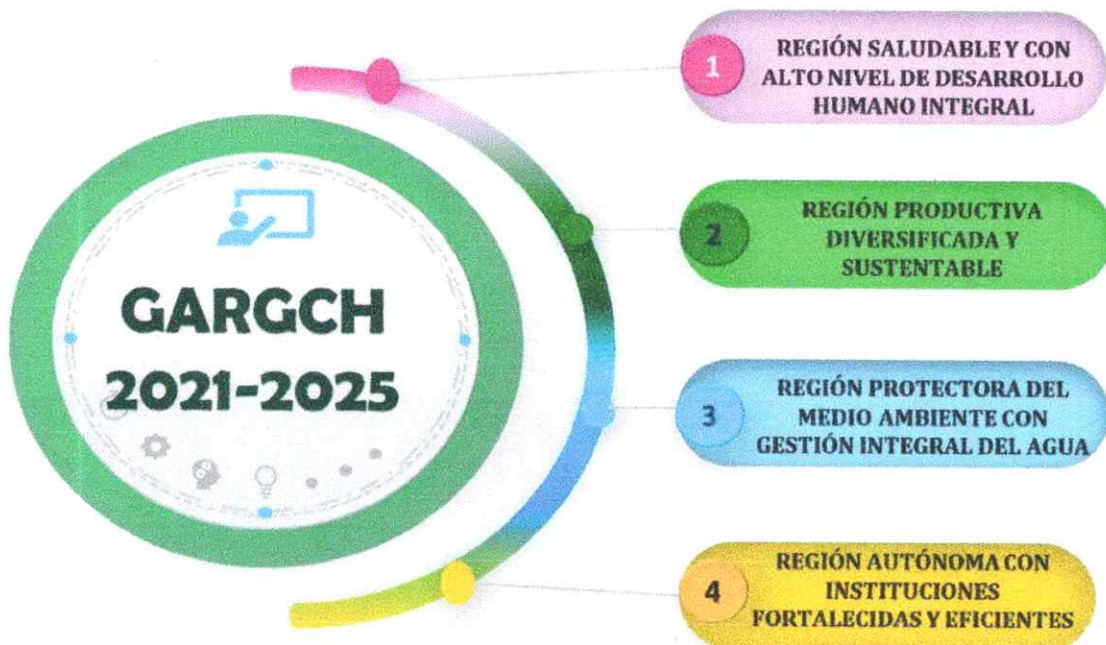 GARGCH
2021-2025
1
REGIÓN SALUDABLE Y CON
ALTO NIVEL DE DESARROLLO
HUMANO INTEGRAL
2
REGIÓN PRODUCTIVA
DIVERSIFICADA Y
SUSTENTABLE
3
REGIÓN PROTECTORA DEL
MEDIO AMBIENTE CON
GESTIÓN INTEGRAL DEL AGUA
4
REGIÓN AUTÓNOMA CON
INSTITUCIONES
FORTALECIDAS Y EFICIENTES